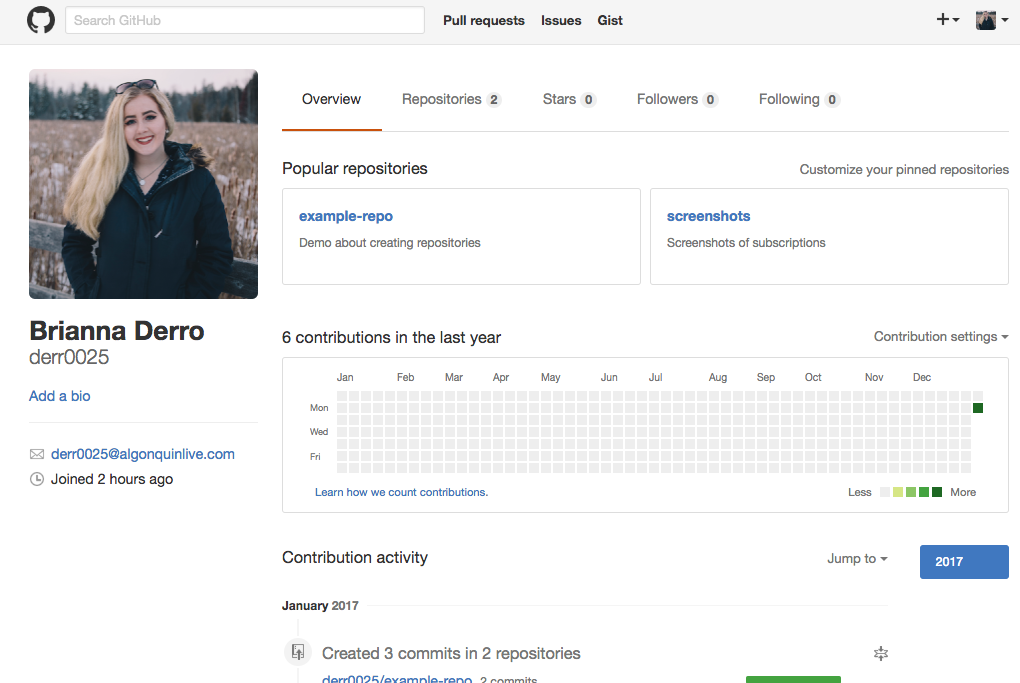 Search GitHub Pull requests Issues Gist
Overview Repositories 2 Stars 0 Followers 0 Following 0
Popular repositories Customize your pinned repositories
example-repo
Demo about creating repositories
screenshots
Screenshots of subscriptions
Brianna Derro
derr0025
Add a bio
derr0025@algonquinlive.com
Joined 2 hours ago
6 contributions in the last year Contribution settings
Jan Feb Mar Apr May Jun Jul Aug Sep Oct Nov Dec
Mon
Wed
Fri
Learn how we count contributions. Less More
Contribution activity Jump to 2017
January 2017
Created 3 commits in 2 repositories
derr0025/example-repo 2 commits